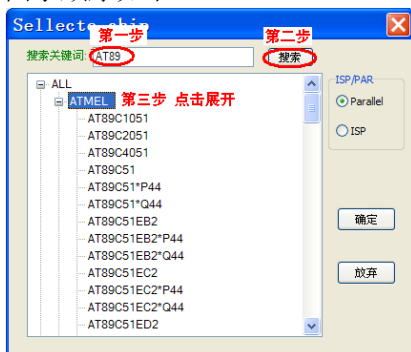 Sellects chip
第一步
第二步
搜索关键词: AT89 搜索
ALL
ATMEL 第三步 点击展开
AT89C1051
AT89C2051
AT89C4051
AT89C51
AT89C51*P44
AT89C51*Q44
AT89C51EB2
AT89C51EB2*P44
AT89C51EB2*Q44
AT89C51EC2
AT89C51EC2*P44
AT89C51EC2*Q44
AT89C51ED2
ISP/PAR
Parallel
ISP
确定
放弃